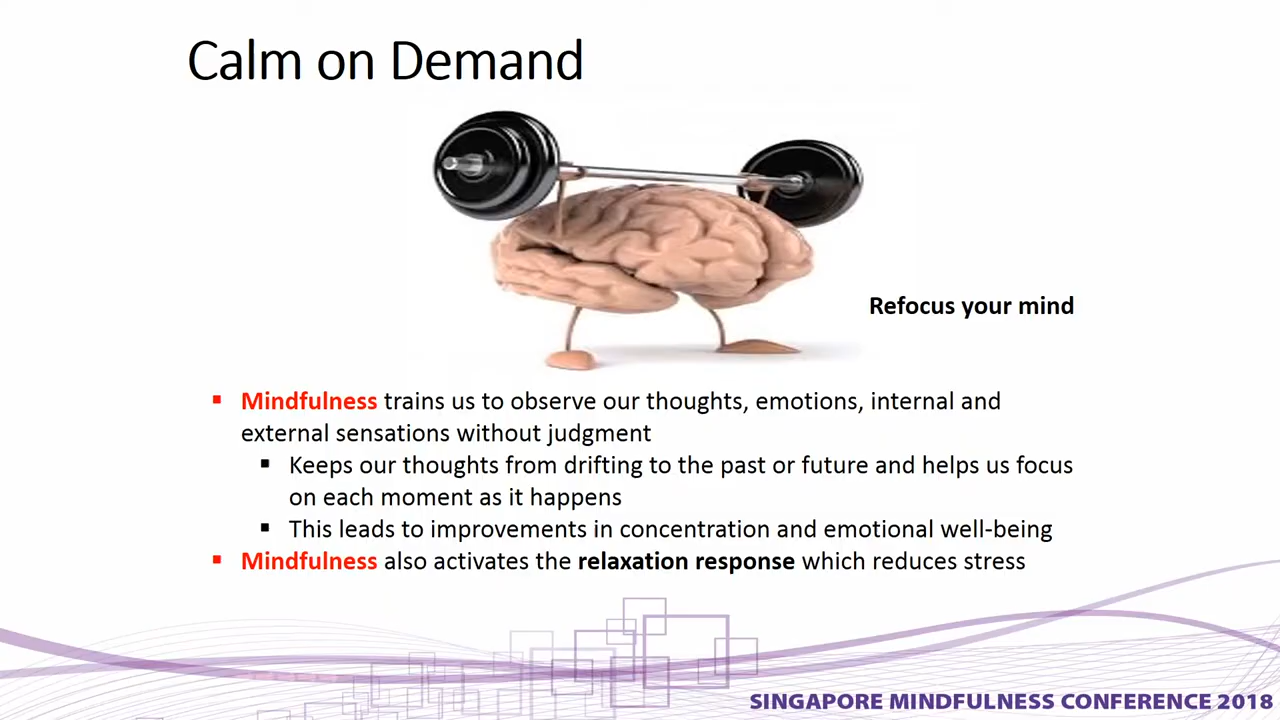 Calm on Demand
Refocus your mind
▪ Mindfulness trains us to observe our thoughts, emotions, internal and
external sensations without judgment
▪ Keeps our thoughts from drifting to the past or future and helps us focus
on each moment as it happens
▪ This leads to improvements in concentration and emotional well-being
▪ Mindfulness also activates the relaxation response which reduces stress
SINGAPORE MINDFULNESS CONFERENCE 2018